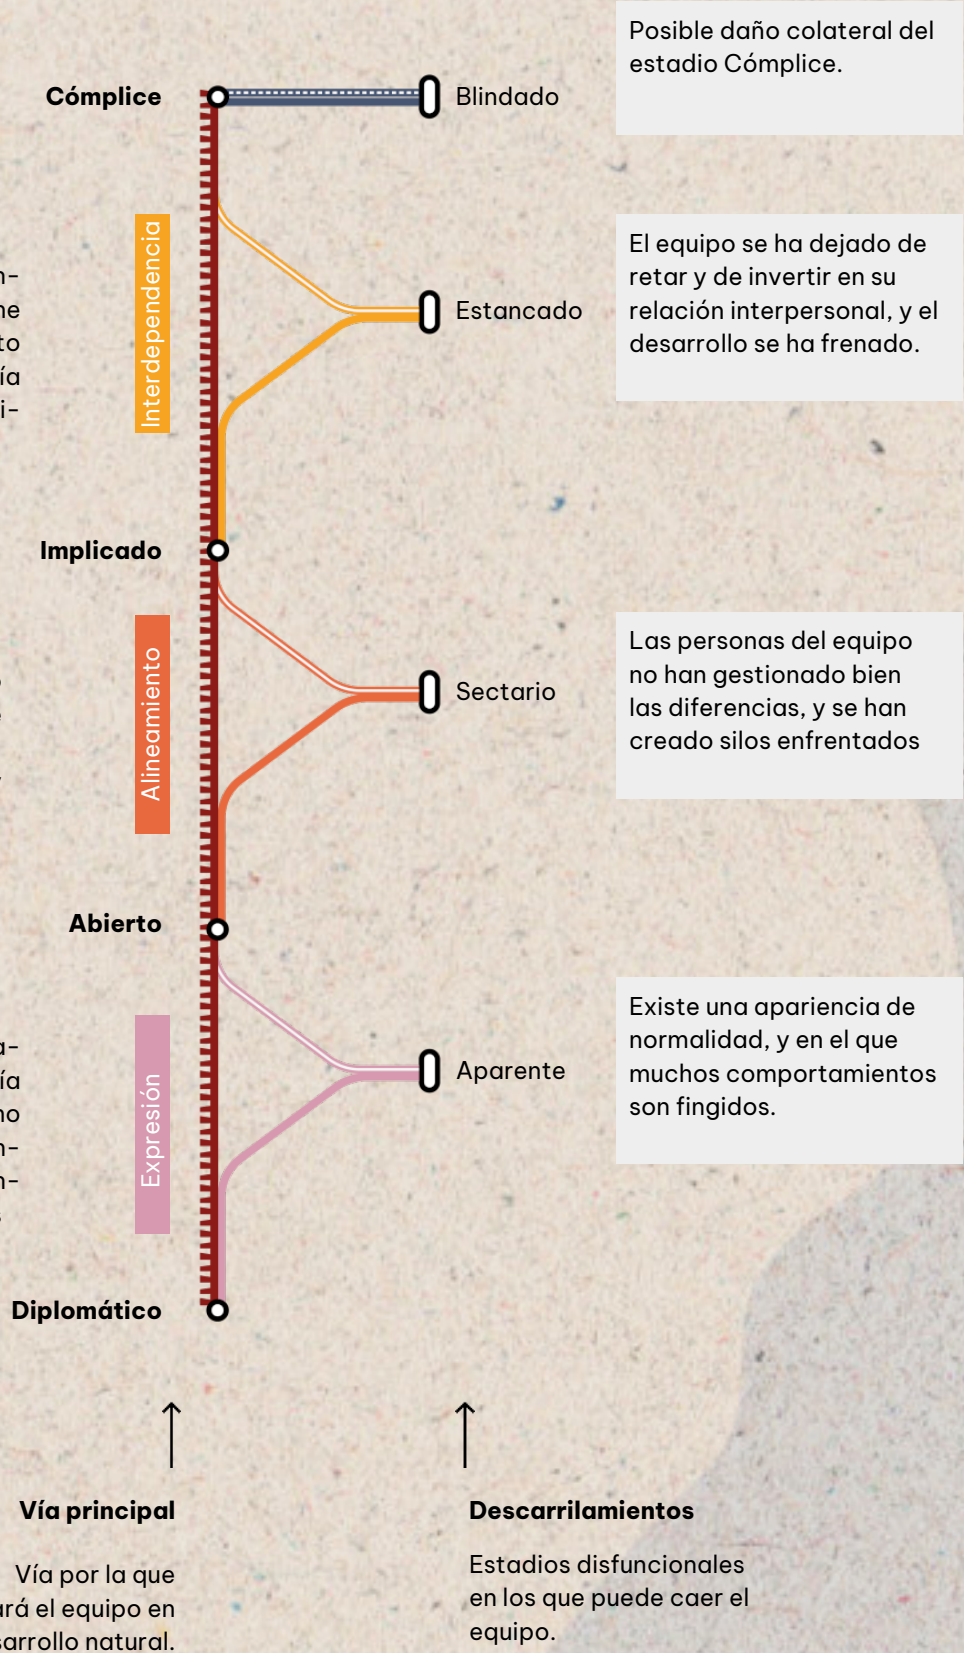 Posible daño colateral del
estadio Cómplice.
Cómplice
Blindado
Interdependencia
El equipo se ha dejado de
retar y de invertir en su
relación interpersonal, y el
desarrollo se ha frenado.
Estancado
Implicado
Las personas del equipo
no han gestionado bien
las diferencias, y se han
creado silos enfrentados
Alineamiento
Sectario
Abierto
Existe una apariencia de
normalidad, y en el que
muchos comportamientos
son fingidos.
Expresión
Aparente
Diplomático
Vía principal
Vía por la que
el equipo en
natural.
Descarrilamientos
Estadios disfuncionales
en los que puede caer el
equipo.